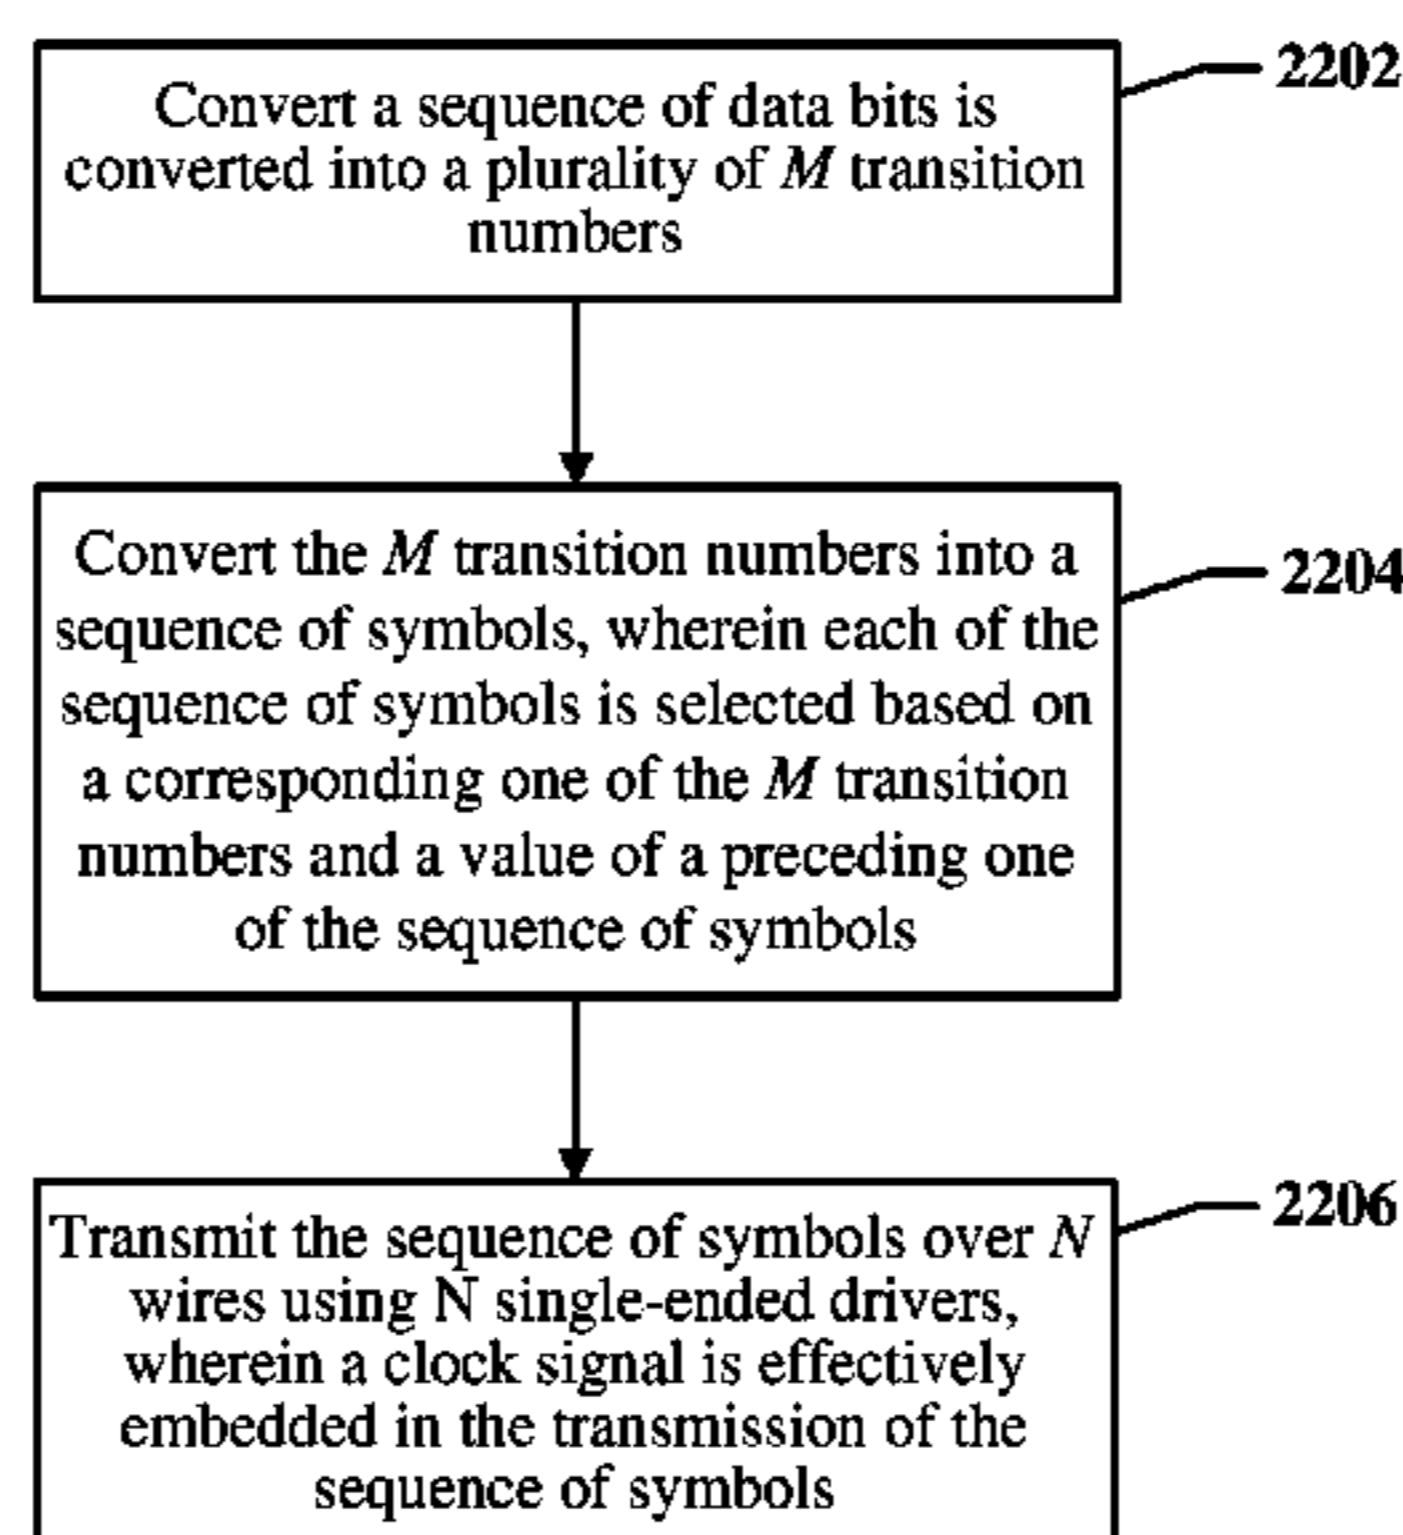 2202
Convert a sequence of data bits is
converted into a plurality of M transition
numbers
2204
Convert the M transition numbers into a
sequence of symbols, wherein each of the
sequence of symbols is selected based on
a corresponding one of the M transition
numbers and a value of a preceding one
of the sequence of symbols
2206
Transmit the sequence of symbols over N
wires using N single-ended drivers,
wherein a clock signal is effectively
embedded in the transmission of the
sequence of symbols